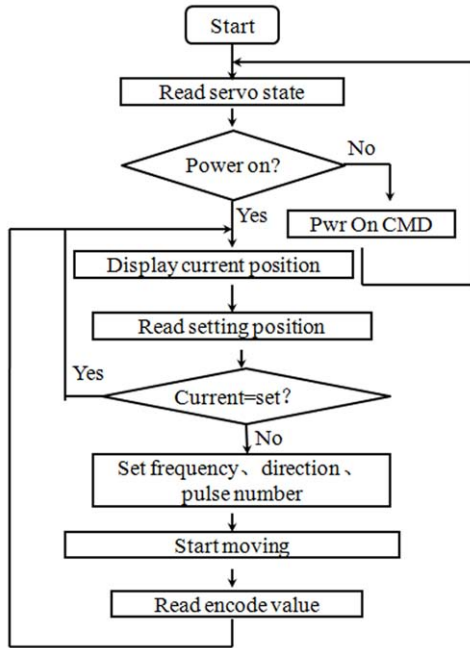 Start
Read servo state
Power on?
No
Yes
Pwr On CMD
Display current position
Read setting position
Yes
Current=set?
No
Set frequency、direction、
pulse number
Start moving
Read encode value